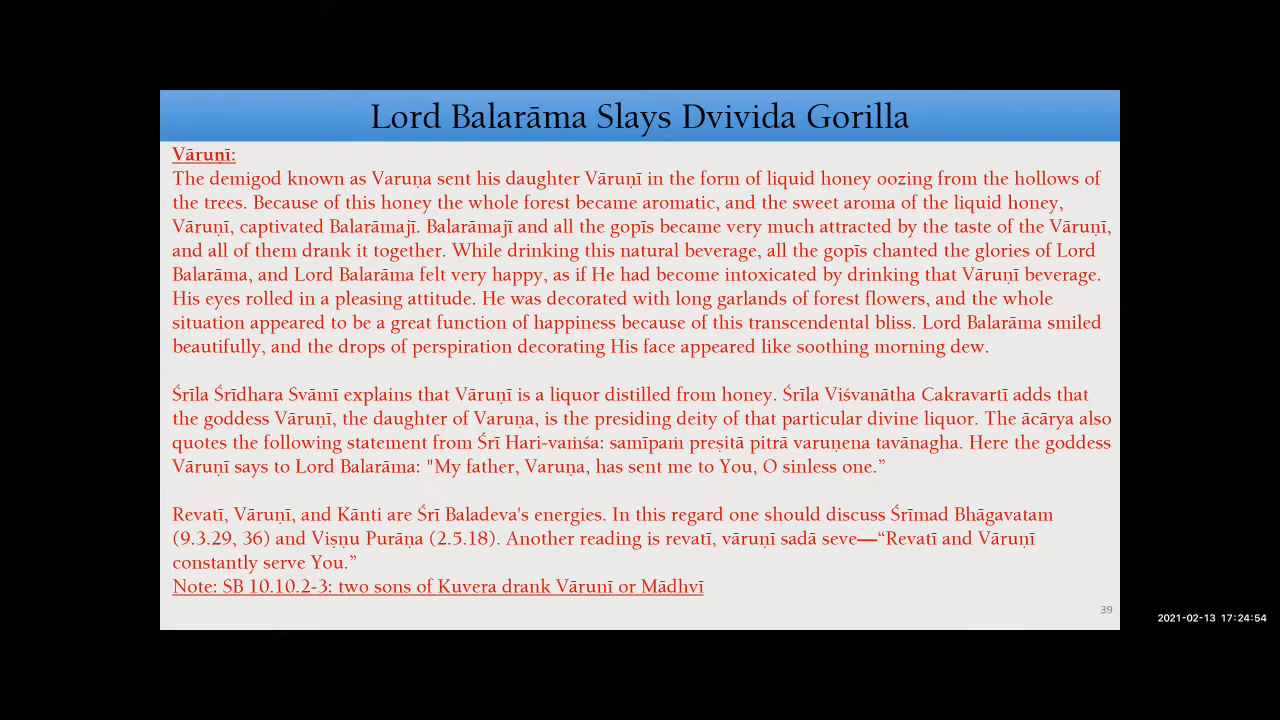 Lord Balarāma Slays Dvivida Gorilla
Vāruṇī:
The demigod known as Varuṇa sent his daughter Vāruṇī in the form of liquid honey oozing from the hollows of
the trees. Because of this honey the whole forest became aromatic, and the sweet aroma of the liquid honey,
Vāruṇī, captivated Balarāmajī. Balarāmajī and all the gopīs became very much attracted by the taste of the Vāruṇī,
and all of them drank it together. While drinking this natural beverage, all the gopīs chanted the glories of Lord
Balarāma, and Lord Balarāma felt very happy, as if He had become intoxicated by drinking that Vāruṇī beverage.
His eyes rolled in a pleasing attitude. He was decorated with long garlands of forest flowers, and the whole
situation appeared to be a great function of happiness because of this transcendental bliss. Lord Balarāma smiled
beautifully, and the drops of perspiration decorating His face appeared like soothing morning dew.
Śrīla Śrīdhara Svāmī explains that Vāruṇī is a liquor distilled from honey. Śrīla Viśvanātha Cakravartī adds that
the goddess Vāruṇī, the daughter of Varuṇa, is the presiding deity of that particular divine liquor. The ācārya also
quotes the following statement from Śrī Hari-vaṁśa: samīpaṁ preṣitā pitrā varuṇena tavānagha. Here the goddess
Vāruṇī says to Lord Balarāma: "My father, Varuṇa, has sent me to You, O sinless one.”
Revatī, Vāruṇī, and Kānti are Śrī Baladeva's energies. In this regard one should discuss Śrīmad Bhāgavatam
(9.3.29, 36) and Viṣṇu Purāṇa (2.5.18). Another reading is revatī, vāruṇī sadā seve—“Revatī and Vāruṇī
constantly serve You.”
Note: SB 10.10.2-3: two sons of Kuvera drank Vāruṇī or Mādhvī
39
2021-02-13 17:24:54